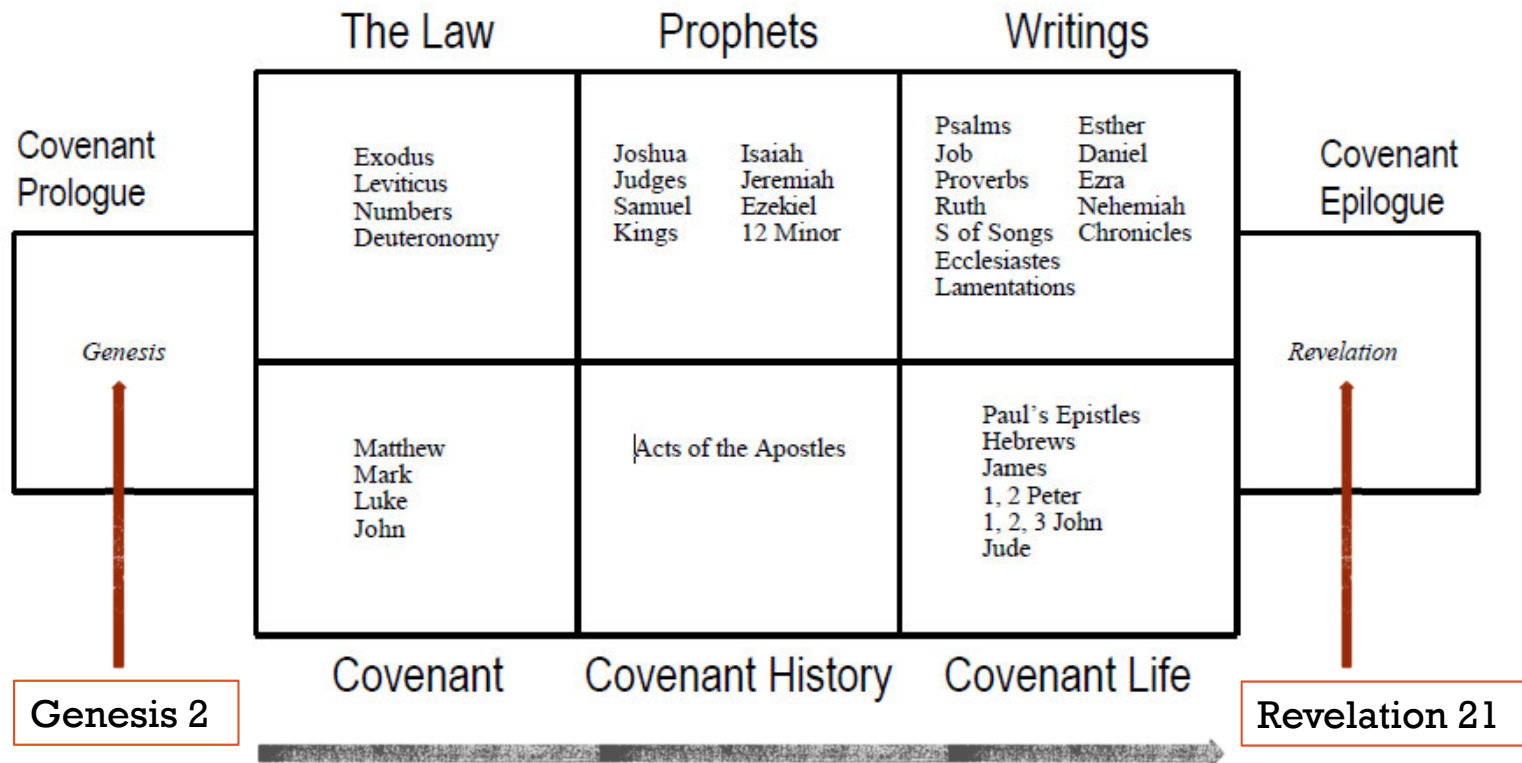 The Law
Prophets
Writings
Covenant
Prologue
Exodus
Leviticus
Numbers
Deuteronomy
Joshua Isaiah
Judges Jeremiah
Samuel Ezekiel
Kings 12 Minor
Psalms Esther
Job Daniel
Proverbs Ezra
Ruth Nehemiah
S of Songs Chronicles
Ecclesiastes
Lamentations
Covenant
Epilogue
Genesis
Revelation
Matthew
Mark
Luke
John
Acts of the Apostles
Paul’s Epistles
Hebrews
James
1, 2 Peter
1, 2, 3 John
Jude
Covenant
Covenant History
Covenant Life
Genesis 2
Revelation 21